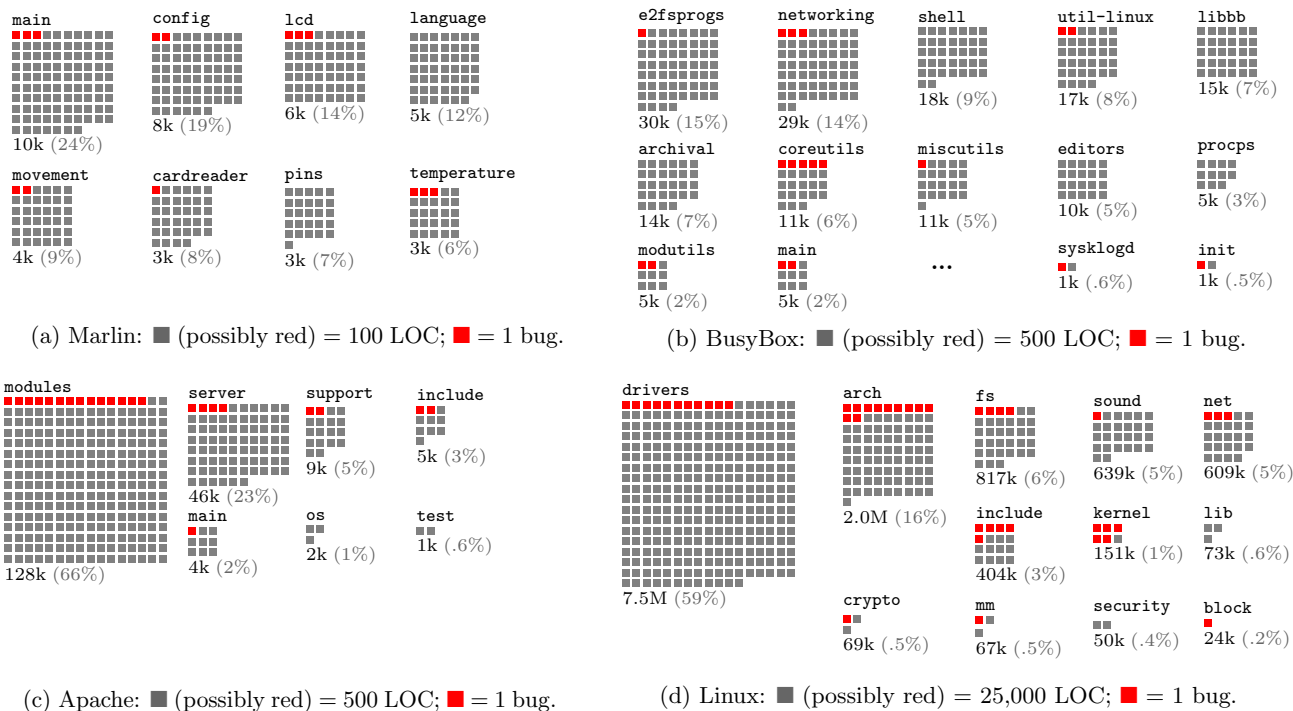 main config lcd language
10k (24%) 8k (19%) 6k (14%) 5k (12%)
movement cardreader pins temperature
4k (9%) 3k (8%) 3k (7%) 3k (6%)
(a) Marlin: ■ (possibly red) = 100 LOC; ■ = 1 bug.
e2fsprogs networking shell util-linux libbb
30k (15%) 29k (14%) 18k (9%) 17k (8%) 15k (7%)
archival coreutils miscutils editors procps
14k (7%) 11k (6%) 11k (5%) 10k (5%) 5k (3%)
modutils main ... sysklogd init
5k (2%) 5k (2%) 1k (.6%) 1k (.5%)
(b) BusyBox: ■ (possibly red) = 500 LOC; ■ = 1 bug.
modules server support include
128k (66%) 46k (23%) 9k (5%) 5k (3%)
main os test
4k (2%) 2k (1%) 1k (.6%)
(c) Apache: ■ (possibly red) = 500 LOC; ■ = 1 bug.
drivers arch fs sound net
7.5M (59%) 2.0M (16%) 817k (6%) 639k (5%) 609k (5%)
include kernel lib
404k (3%) 151k (1%) 73k (.6%)
crypto mm security block
69k (.5%) 67k (.5%) 50k (.4%) 24k (.2%)
(d) Linux: ■ (possibly red) = 25,000 LOC; ■ = 1 bug.